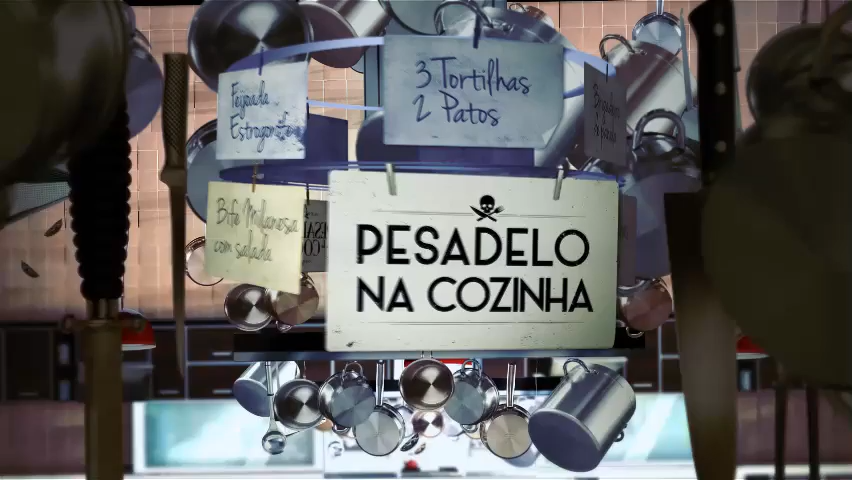 3 Tortilhas
2 Patos
Feijoada
Estrogonofe
Bife Milanesa
com salada
PESADELO
NA COZINHA